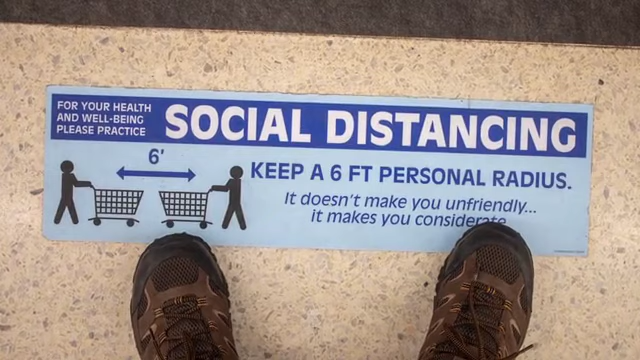 FOR YOUR HEALTH
AND WELL-BEING
PLEASE PRACTICE
SOCIAL DISTANCING
6'
KEEP A 6 FT PERSONAL RADIUS.
It doesn't make you unfriendly...
it makes you considerate